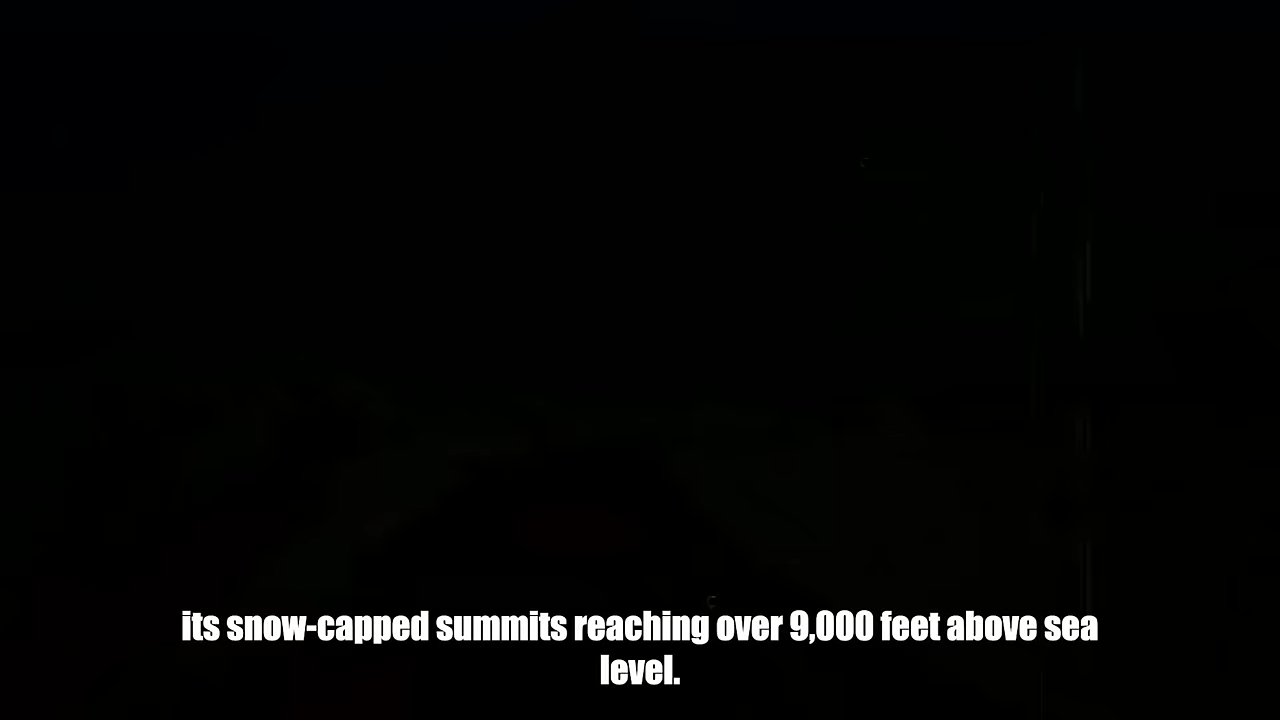 its snow-capped summits reaching over 9,000 feet above sea
level.